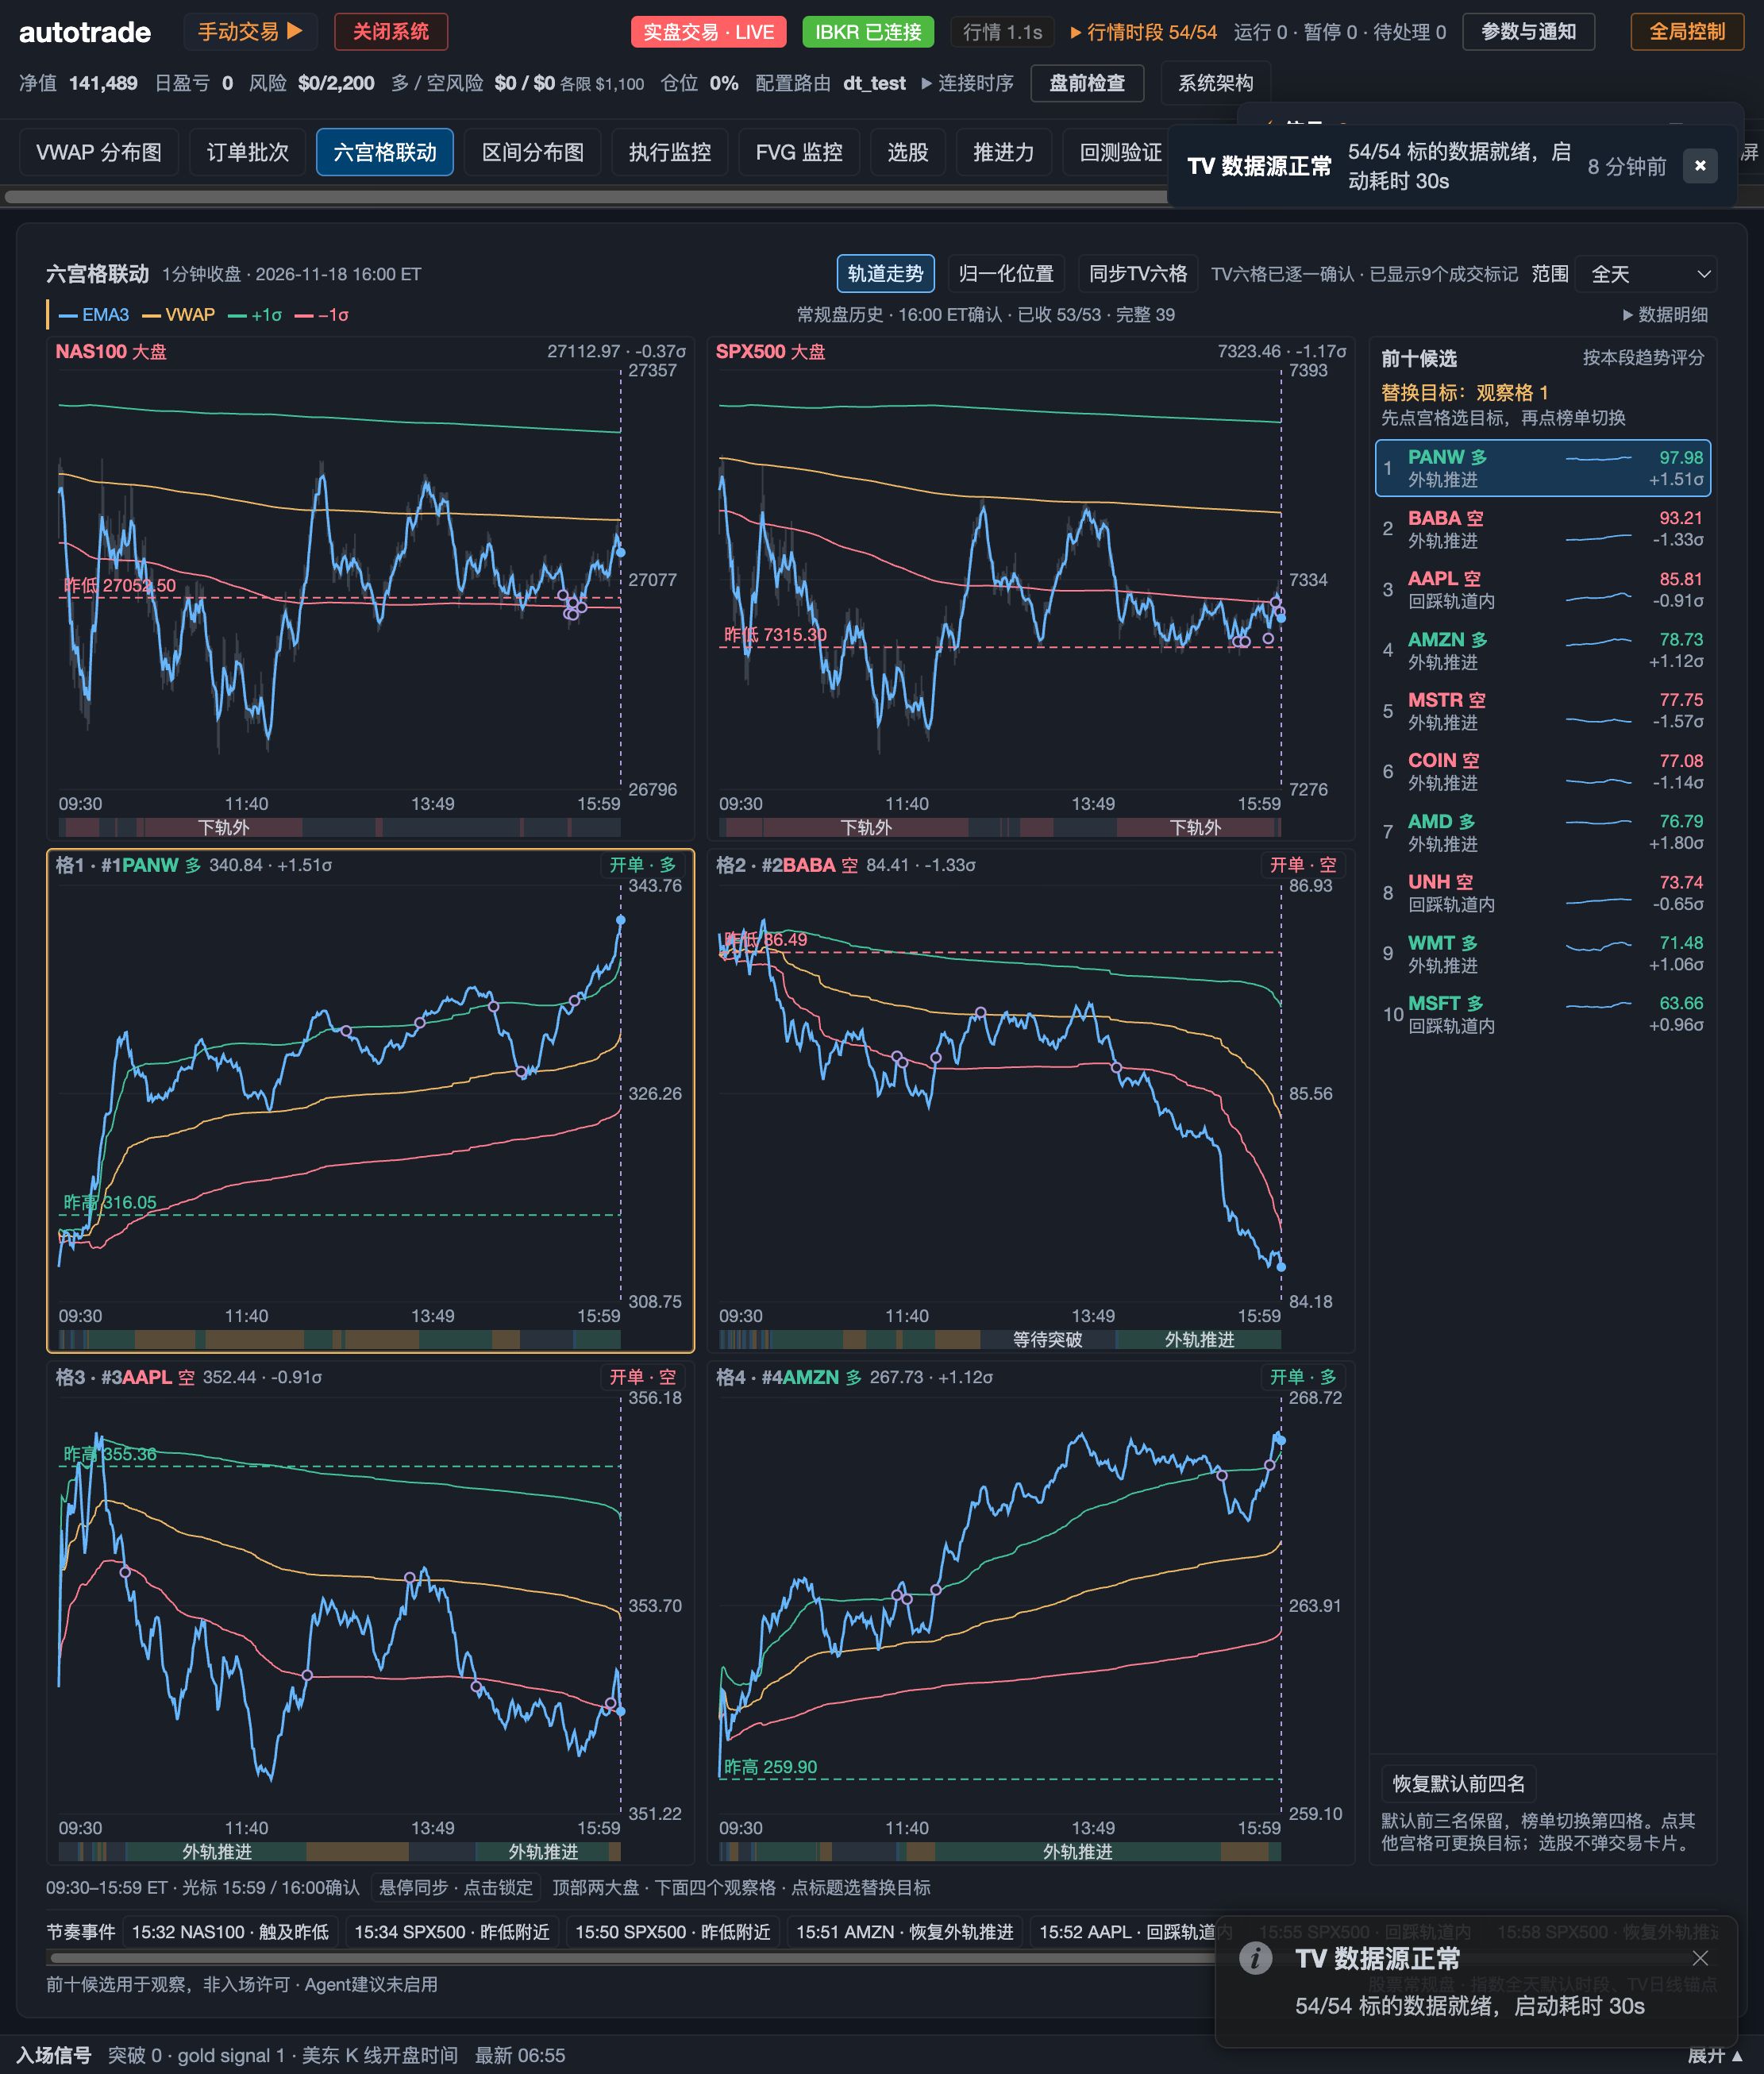 autotrade 手动交易 ▶ 关闭系统 实盘交易 · LIVE IBKR 已连接 行情 1.1s ▶ 行情时段 54/54 运行 0 · 暂停 0 · 待处理 0 参数与通知 全局控制
净值 141,489 日盈亏 0 风险 $0/2,200 多 / 空风险 $0 / $0 各限 $1,100 仓位 0% 配置路由 dt_test ▶ 连接时序 盘前检查 系统架构
VWAP 分布图 订单批次 六宫格联动 区间分布图 执行监控 FVG 监控 选股 推进力 回测验证 屏
TV 数据源正常 54/54 标的数据就绪，启动耗时 30s 8 分钟前 ×
六宫格联动 1分钟收盘 · 2026-11-18 16:00 ET 轨道走势 归一化位置 同步TV六格 TV六格已逐一确认 · 已显示9个成交标记 范围 全天
EMA3 VWAP +1σ −1σ 常规盘历史 · 16:00 ET确认 · 已收 53/53 · 完整 39 ▶ 数据明细
NAS100 大盘 27112.97 · -0.37σ
27357
昨低 27052.50
27077
26796
09:30 11:40 13:49 15:59
下轨外
SPX500 大盘 7323.46 · -1.17σ
7393
7334
昨低 7315.30
7276
09:30 11:40 13:49 15:59
下轨外 下轨外
格1 · #1PANW 多 340.84 · +1.51σ 开单 · 多
343.76
326.26
昨高 316.05
308.75
09:30 11:40 13:49 15:59
格2 · #2BABA 空 84.41 · -1.33σ 开单 · 空
86.93
昨低 86.49
85.56
84.18
09:30 11:40 13:49 15:59
等待突破 外轨推进
格3 · #3AAPL 空 352.44 · -0.91σ 开单 · 空
356.18
昨高 355.36
353.70
351.22
09:30 11:40 13:49 15:59
外轨推进 外轨推进
格4 · #4AMZN 多 267.73 · +1.12σ 开单 · 多
268.72
263.91
昨高 259.90
259.10
09:30 11:40 13:49 15:59
外轨推进
前十候选 按本段趋势评分
替换目标：观察格 1
先点宫格选目标，再点榜单切换
1 PANW 多 97.98
外轨推进 +1.51σ
2 BABA 空 93.21
外轨推进 -1.33σ
3 AAPL 空 85.81
回踩轨道内 -0.91σ
4 AMZN 多 78.73
外轨推进 +1.12σ
5 MSTR 空 77.75
外轨推进 -1.57σ
6 COIN 空 77.08
外轨推进 -1.14σ
7 AMD 多 76.79
外轨推进 +1.80σ
8 UNH 空 73.74
回踩轨道内 -0.65σ
9 WMT 多 71.48
外轨推进 +1.06σ
10 MSFT 多 63.66
回踩轨道内 +0.96σ
恢复默认前四名
默认前三名保留，榜单切换第四格。点其
他宫格可更换目标；选股不弹交易卡片。
09:30–15:59 ET · 光标 15:59 / 16:00确认 悬停同步 · 点击锁定 顶部两大盘 · 下面四个观察格 · 点标题选替换目标
节奏事件 15:32 NAS100 · 触及昨低 15:34 SPX500 · 昨低附近 15:50 SPX500 · 昨低附近 15:51 AMZN · 恢复外轨推进 15:52 AAPL · 回踩轨道内 15:55 SPX500 · 回踩轨道内 15:58 SPX500 · 恢复外轨推进
前十候选用于观察，非入场许可 · Agent建议未启用 股票常规盘 · 指数全天默认时段、TV日线锚点
TV 数据源正常
54/54 标的数据就绪，启动耗时 30s
入场信号 突破 0 · gold signal 1 · 美东 K 线开盘时间 最新 06:55 展开 ▲